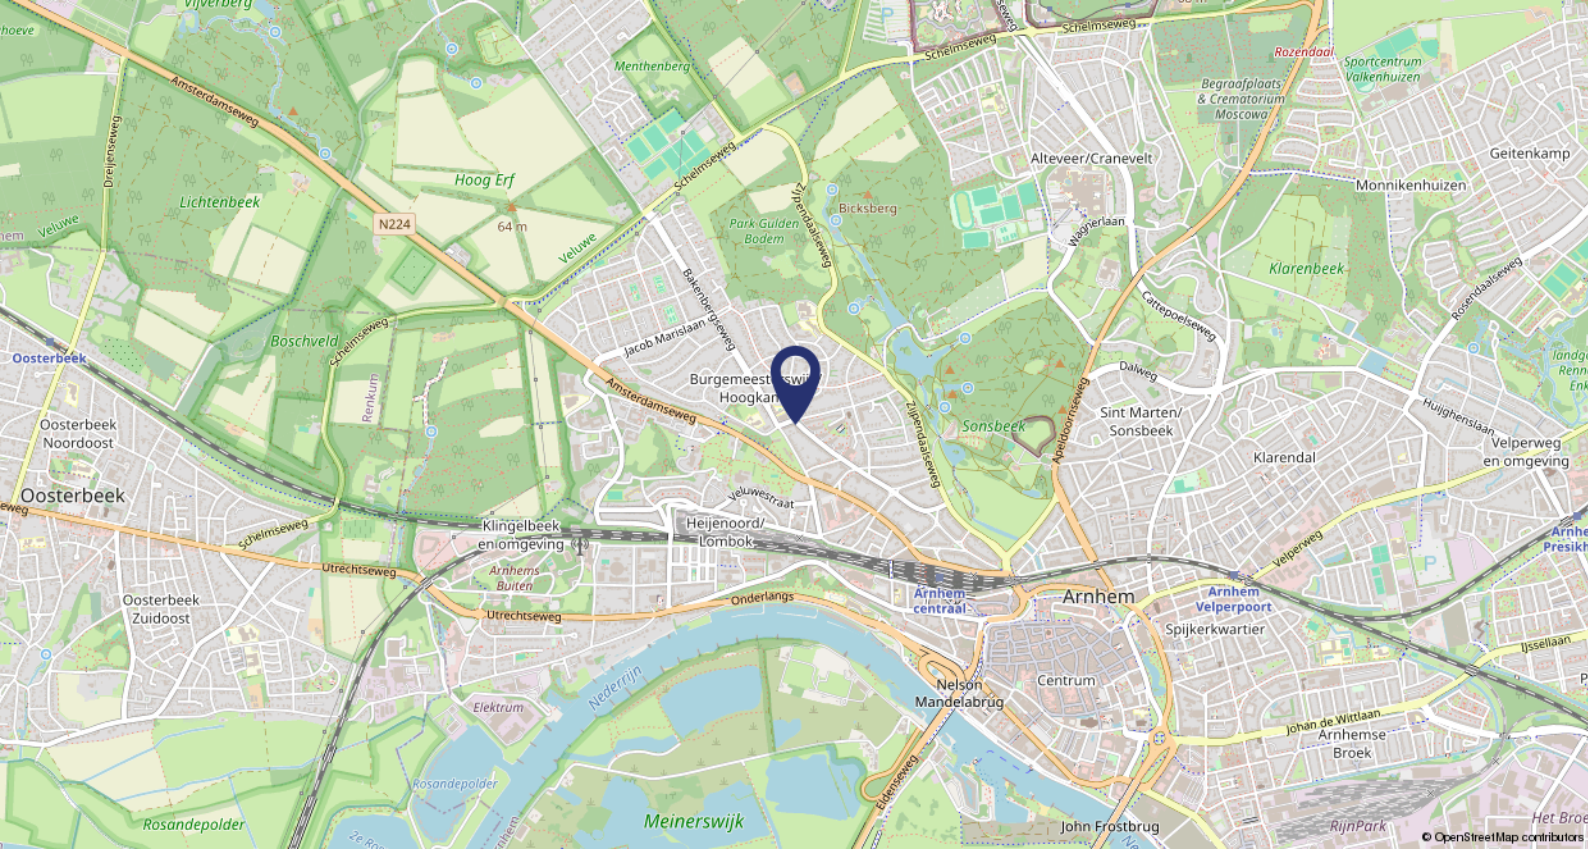 Vijverberg
hoeve
Schelmseweg
Schelmseweg
Rozendaal
Menthenberg
Sportcentrum
Valkenhuizen
Amsterdamseweg
Begraafplaats
& Crematorium
Moscowa
Dreijenseweg
Schelmseweg
Alteveer/Cranevelt
Geitenkamp
Hoog Erf
Monnikenhuizen
Lichtenbeek
Bicksberg
N224
64 m
Park Gulden
Bodem
Zijpendaalseweg
Wagnerlaan
Veluwe
Veluwe
Klarenbeek
Bakenbergseweg
Rosendaalseweg
Cattepoelseweg
Schelmseweg
Boschveld
Jacob Marislaan
Oosterbeek
Dalweg
Renkum
Amsterdamseweg
Hoogkam
Zijpendaalseweg
Apeldoornseweg
Huijghenslaan
Sonsbeek
Sint Marten/
Sonsbeek
Oosterbeek
Noordoost
Velperweg
en omgeving
Klarendal
Oosterbeek
Veluwestraat
Schelmseweg
Klingelbeek
en omgeving
Heijenoord/
Lombok
Velperweg
Utrechtseweg
Arnhems
Buiten
Arnhem
centraal
Arnhem
Arnhem
Velperpoort
Onderlangs
Utrechtseweg
Oosterbeek
Zuidoost
Spijkerkwartier
IJssellaan
Nederrijn
Centrum
Nelson
Mandelabrug
Elektrum
Johan de Wittlaan
Arnhemse
Broek
Rosandepolder
Eldenseweg
Rosandepolder
Meinerswijk
John Frostbrug
RijnPark
© OpenStreetMap contributors